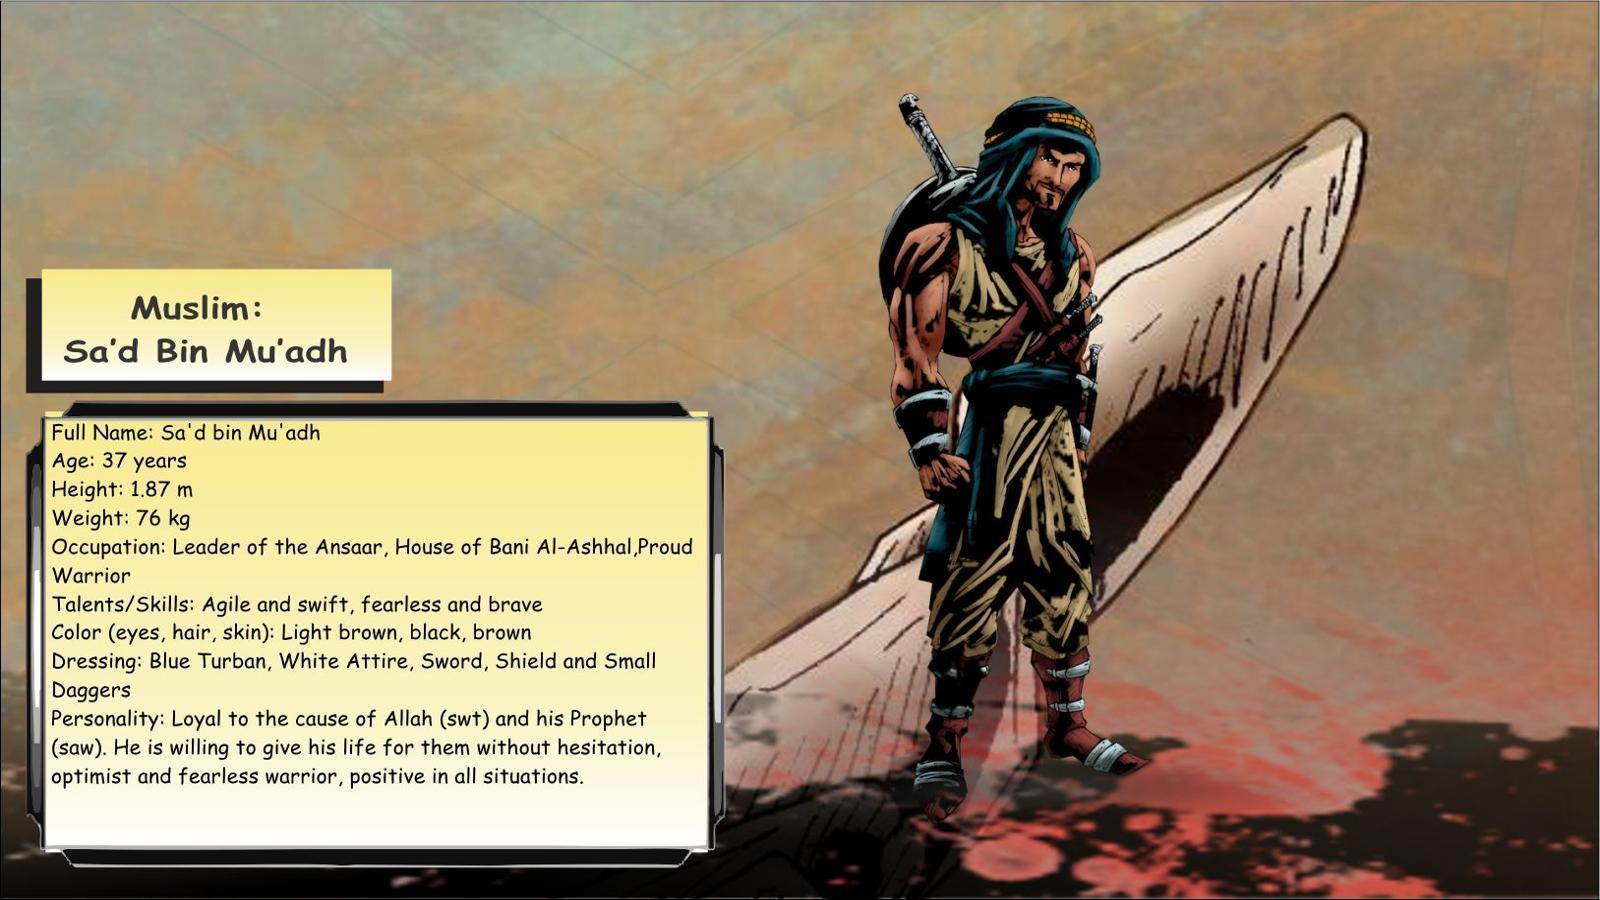 Muslim:
Sa'd Bin Mu'adh
Full Name: Sa'd bin Mu'adh
Age: 37 years
Height: 1.87 m
Weight: 76 kg
Occupation: Leader of the Ansaar, House of Bani Al-Ashhal,Proud
Warrior
Talents/Skills: Agile and swift, fearless and brave
Color (eyes, hair, skin): Light brown, black, brown
Dressing: Blue Turban, White Attire, Sword, Shield and Small
Daggers
Personality: Loyal to the cause of Allah (swt) and his Prophet
(saw). He is willing to give his life for them without hesitation,
optimist and fearless warrior, positive in all situations.